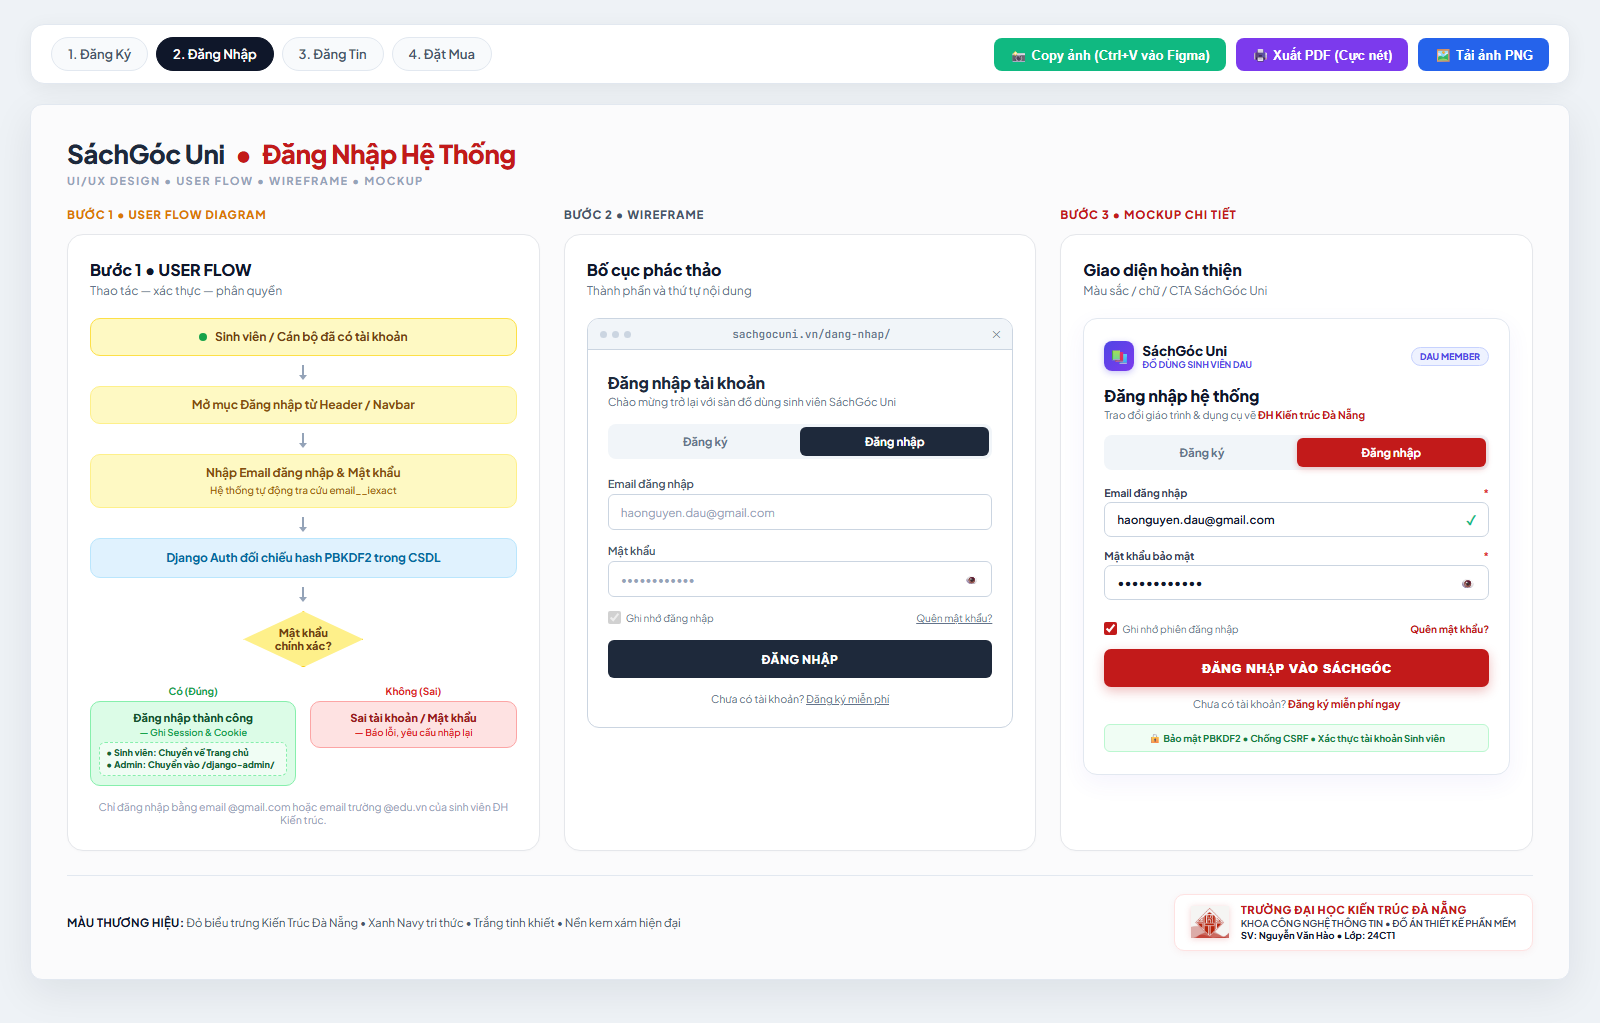 1. Đăng Ký
2. Đăng Nhập
3. Đăng Tin
4. Đặt Mua
Copy ảnh (Ctrl+V vào Figma)
Xuất PDF (Cực nét)
Tải ảnh PNG
SáchGóc Uni ● Đăng Nhập Hệ Thống
UI/UX DESIGN ● USER FLOW ● WIREFRAME ● MOCKUP
BƯỚC 1 ● USER FLOW DIAGRAM
Bước 1 ● USER FLOW
Thao tác — xác thực — phân quyền
Sinh viên / Cán bộ đã có tài khoản
Mở mục Đăng nhập từ Header / Navbar
Nhập Email đăng nhập & Mật khẩu
Hệ thống tự động tra cứu email__iexact
Django Auth đối chiếu hash PBKDF2 trong CSDL
Mật khẩu
chính xác?
Có (Đúng)
Đăng nhập thành công
— Ghi Session & Cookie
● Sinh viên: Chuyển về Trang chủ
● Admin: Chuyển vào /django-admin/
Không (Sai)
Sai tài khoản / Mật khẩu
— Báo lỗi, yêu cầu nhập lại
Chỉ đăng nhập bằng email @gmail.com hoặc email trường @edu.vn của sinh viên ĐH
Kiến trúc.
BƯỚC 2 ● WIREFRAME
Bố cục phác thảo
Thành phần và thứ tự nội dung
sachgocuni.vn/dang-nhap/
Đăng nhập tài khoản
Chào mừng trở lại với sàn đồ dùng sinh viên SáchGóc Uni
Đăng ký
Đăng nhập
Email đăng nhập
haonguyen.dau@gmail.com
Mật khẩu
••••••••••••
Ghi nhớ đăng nhập
Quên mật khẩu?
ĐĂNG NHẬP
Chưa có tài khoản? Đăng ký miễn phí
BƯỚC 3 ● MOCKUP CHI TIẾT
Giao diện hoàn thiện
Màu sắc / chữ / CTA SáchGóc Uni
SáchGóc Uni
ĐỒ DÙNG SINH VIÊN DAU
DAU MEMBER
Đăng nhập hệ thống
Trao đổi giáo trình & dụng cụ vẽ ĐH Kiến trúc Đà Nẵng
Đăng ký
Đăng nhập
Email đăng nhập *
haonguyen.dau@gmail.com ✓
Mật khẩu bảo mật *
••••••••••••
Ghi nhớ phiên đăng nhập
Quên mật khẩu?
ĐĂNG NHẬP VÀO SÁCHGÓC
Chưa có tài khoản? Đăng ký miễn phí ngay
Bảo mật PBKDF2 ● Chống CSRF ● Xác thực tài khoản Sinh viên
MÀU THƯƠNG HIỆU: Đỏ biểu trưng Kiến Trúc Đà Nẵng ● Xanh Navy tri thức ● Trắng tinh khiết ● Nền kem xám hiện đại
TRƯỜNG ĐẠI HỌC KIẾN TRÚC ĐÀ NẴNG
KHOA CÔNG NGHỆ THÔNG TIN ● ĐỒ ÁN THIẾT KẾ PHẦN MỀM
SV: Nguyễn Văn Hào ● Lớp: 24CT1